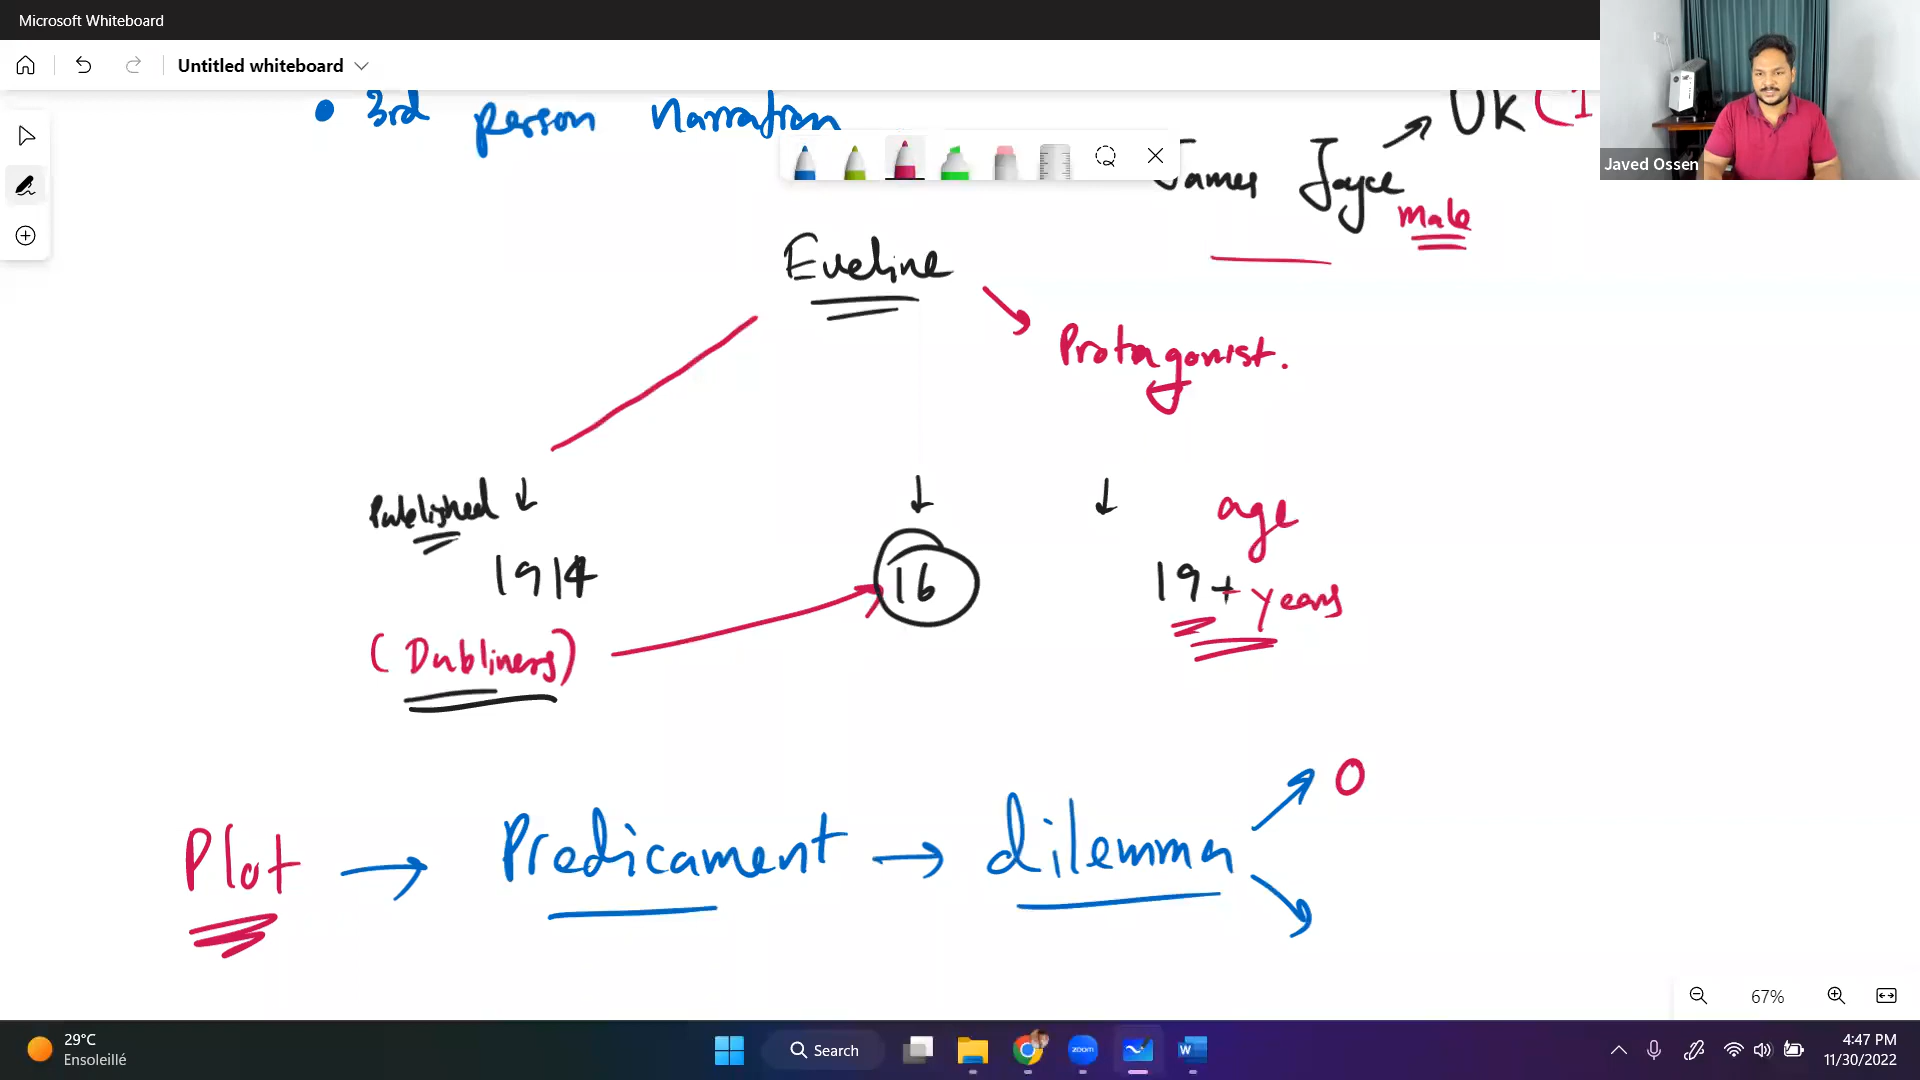 Microsoft Whiteboard
Untitled whiteboard
• 3rd person Narration
UK (I
James Joyce
male
Javed Ossen
Eveline
Protagonist.
Published ↓ ↓ ↓ age
1914 16 19+ years
(Dubliners)
O
Plot → Predicament → dilemma
67%
29°C
Ensoleillé
Search
zoom
W
4:47 PM
11/30/2022